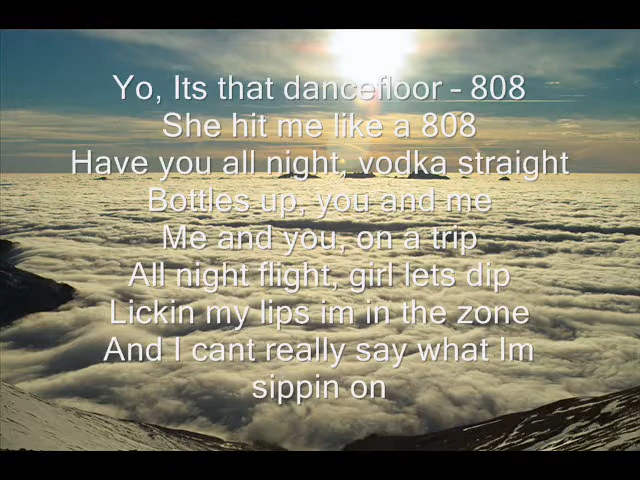 Yo, Its that dancefloor - 808
She hit me like a 808
Have you all night, vodka straight
Bottles up, you and me
Me and you, on a trip
All night flight, girl lets dip
Lickin my lips im in the zone
And I cant really say what Im
sippin on